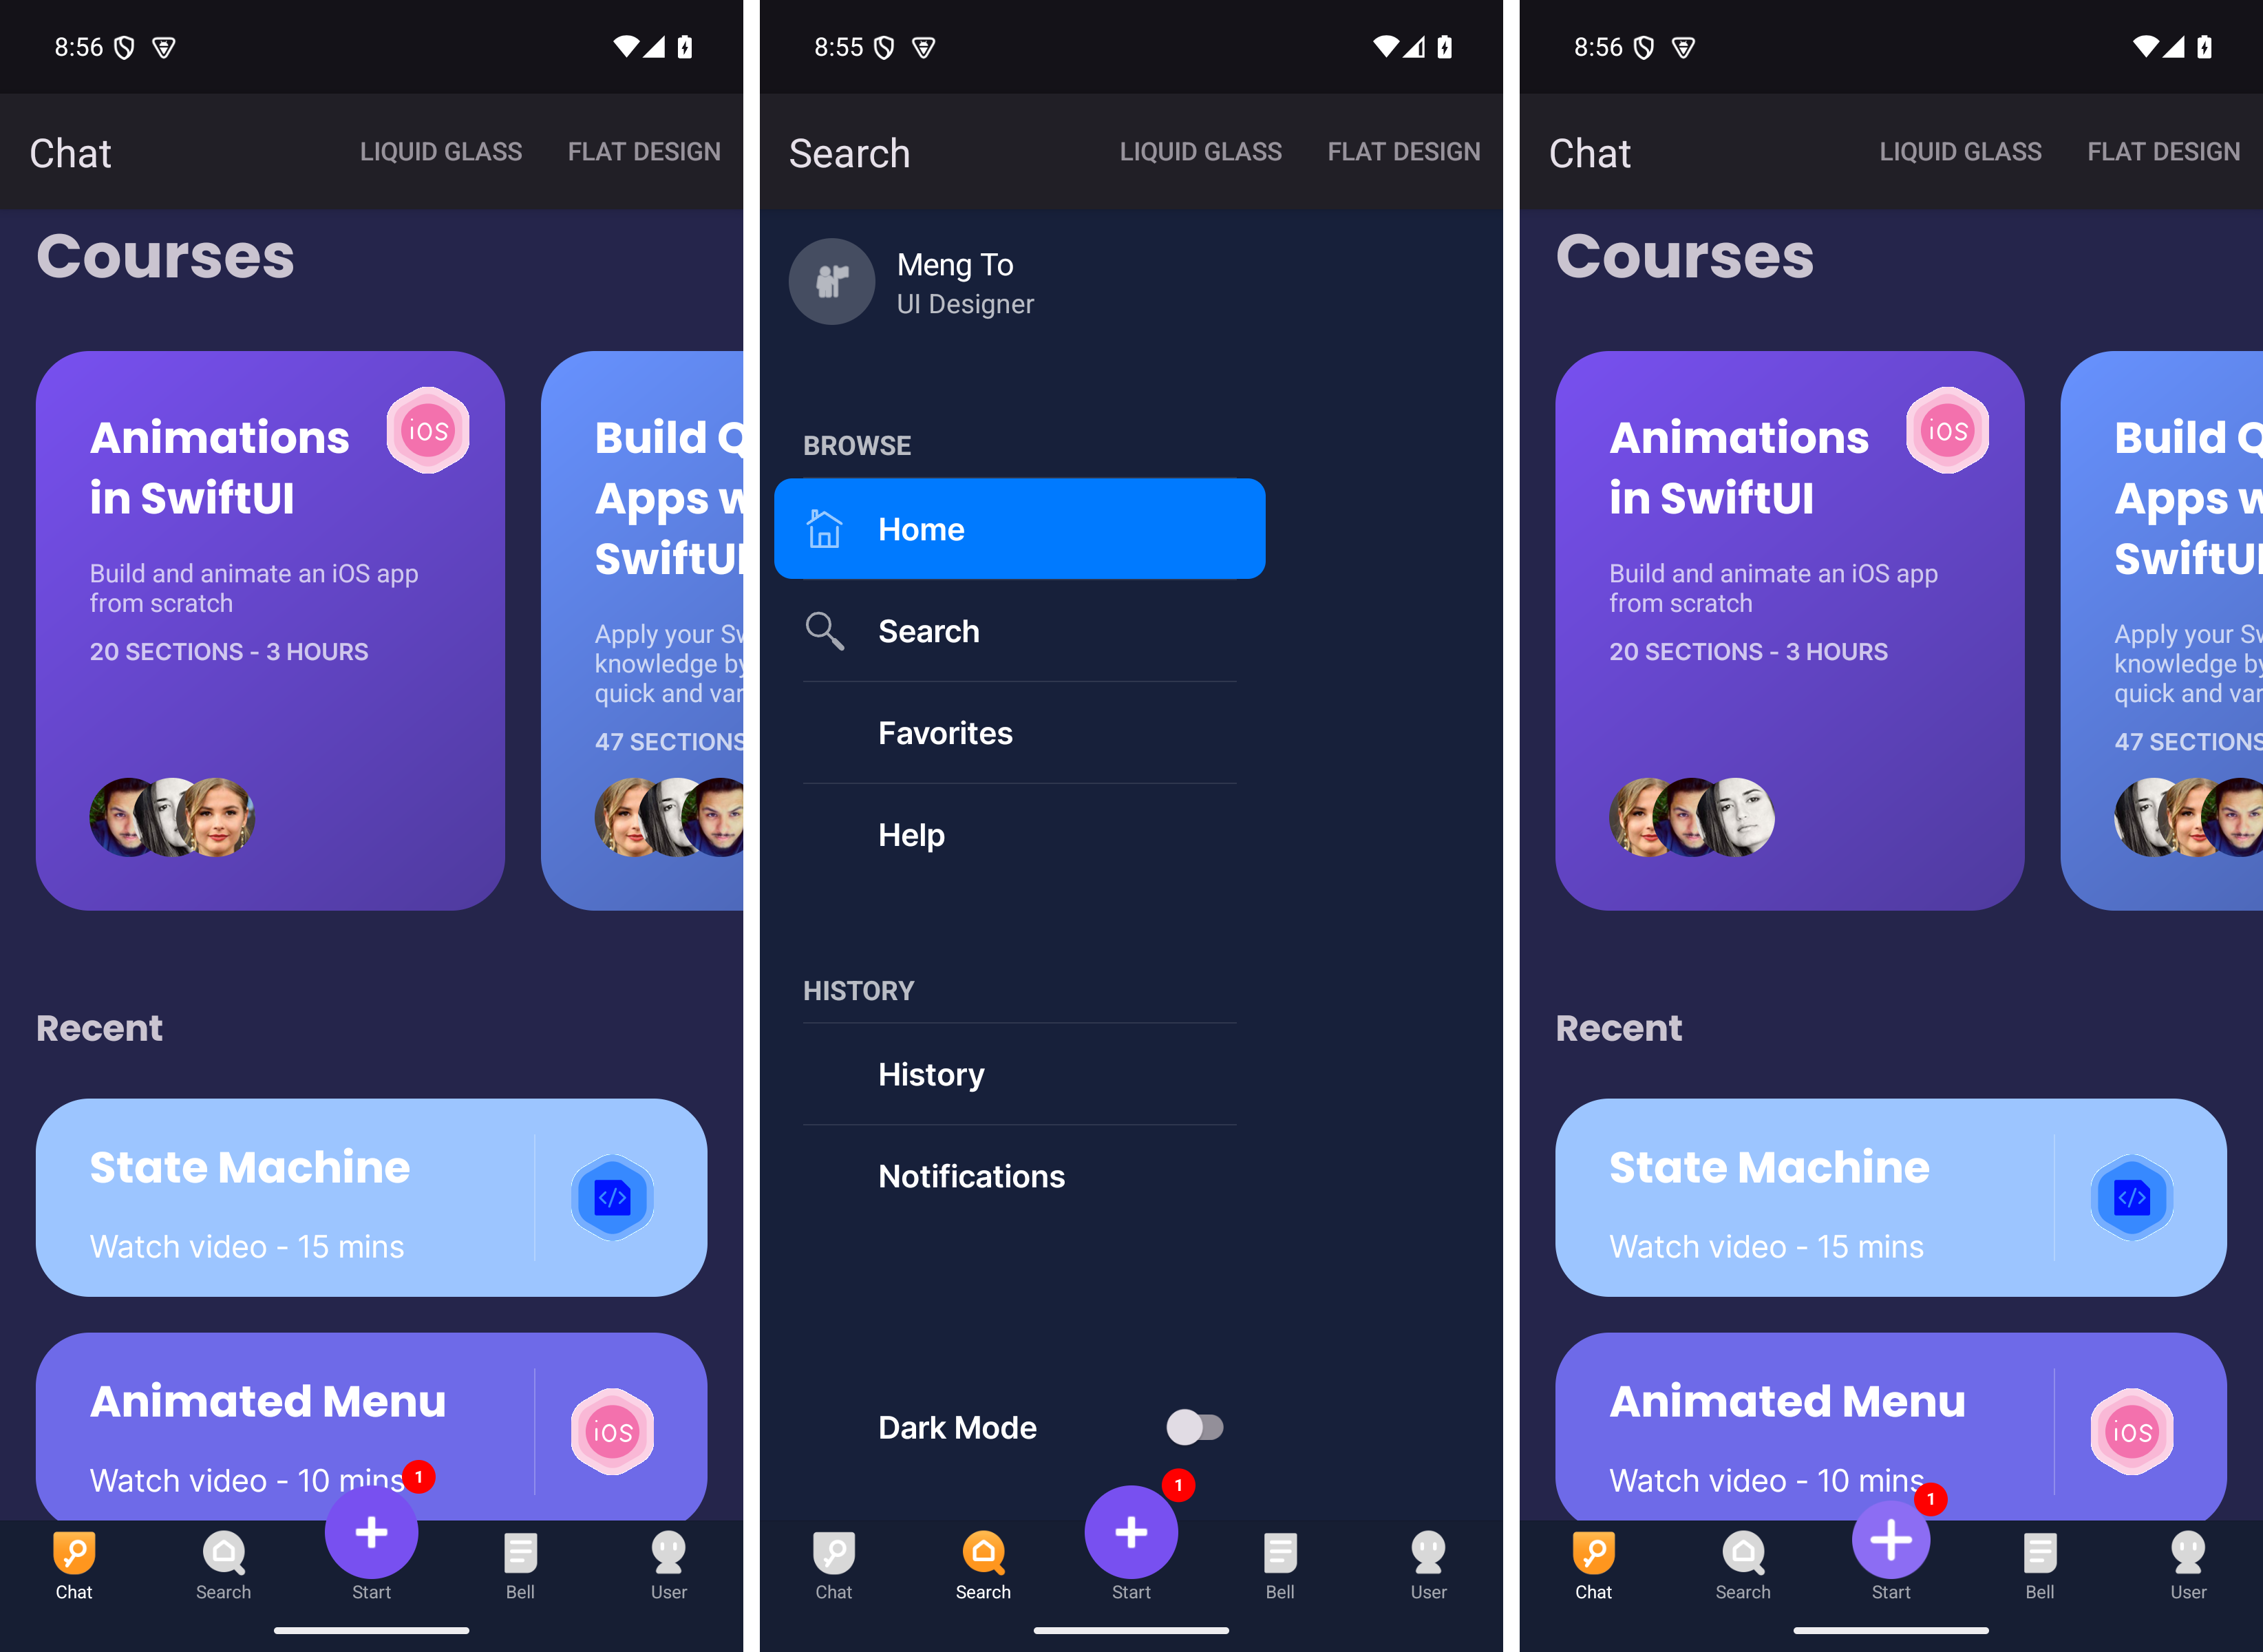 8:56
Chat
LIQUID GLASS
FLAT DESIGN
Courses
Animations
in SwiftUI
iOS
Build and animate an iOS app
from scratch
20 SECTIONS - 3 HOURS
Build Q
Apps w
SwiftUI
Apply your Sw
knowledge by
quick and var
47 SECTIONS
Recent
State Machine
Watch video - 15 mins
</>
Animated Menu
Watch video - 10 mins
iOS
1
Chat
Search
Start
Bell
User
8:55
Search
LIQUID GLASS
FLAT DESIGN
Meng To
UI Designer
BROWSE
Home
Search
Favorites
Help
HISTORY
History
Notifications
Dark Mode
1
Chat
Search
Start
Bell
User
8:56
Chat
LIQUID GLASS
FLAT DESIGN
Courses
Animations
in SwiftUI
iOS
Build and animate an iOS app
from scratch
20 SECTIONS - 3 HOURS
Build Q
Apps w
SwiftUI
Apply your Sw
knowledge by
quick and var
47 SECTIONS
Recent
State Machine
Watch video - 15 mins
</>
Animated Menu
Watch video - 10 mins
iOS
1
Chat
Search
Start
Bell
User